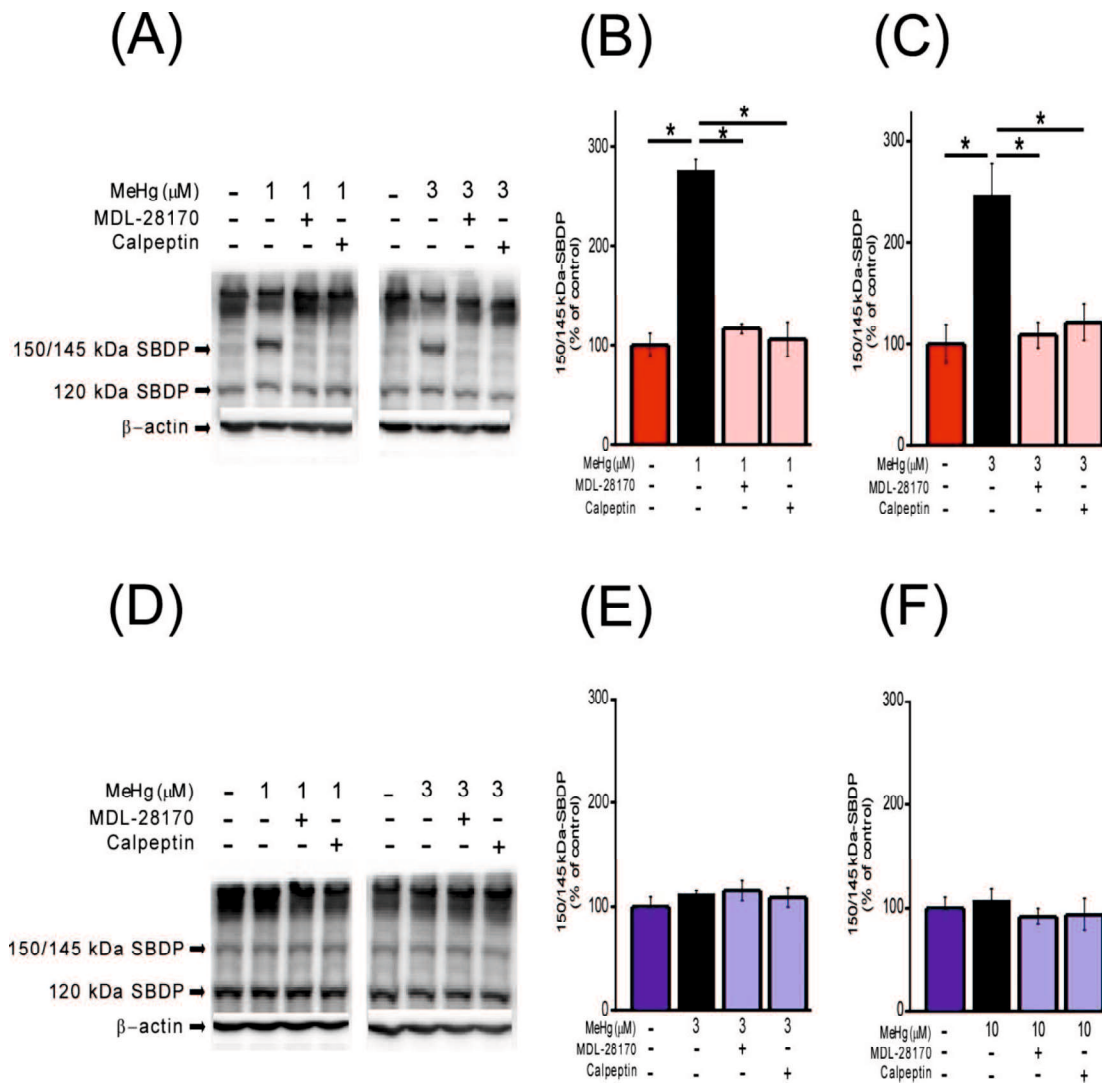 (A)
MeHg (μM) - 1 1 1 - 3 3 3
MDL-28170 - - + - - - + -
Calpeptin - - - + - - - +
150/145 kDa SBDP
120 kDa SBDP
β-actin
(B)
150/145 kDa-SBDP
(% of control)
300
200
100
0
* * *
MeHg (μM) - 1 1 1
MDL-28170 - - + -
Calpeptin - - - +
(C)
150/145 kDa-SBDP
(% of control)
300
200
100
0
* * *
MeHg (μM) - 3 3 3
MDL-28170 - - + -
Calpeptin - - - +
(D)
MeHg (μM) - 1 1 1 - 3 3 3
MDL-28170 - - + - - - + -
Calpeptin - - - + - - - +
150/145 kDa SBDP
120 kDa SBDP
β-actin
(E)
150/145 kDa-SBDP
(% of control)
300
200
100
0
MeHg (μM) - 3 3 3
MDL-28170 - - + -
Calpeptin - - - +
(F)
150/145 kDa-SBDP
(% of control)
300
200
100
0
MeHg (μM) - 10 10 10
MDL-28170 - - + -
Calpeptin - - - +